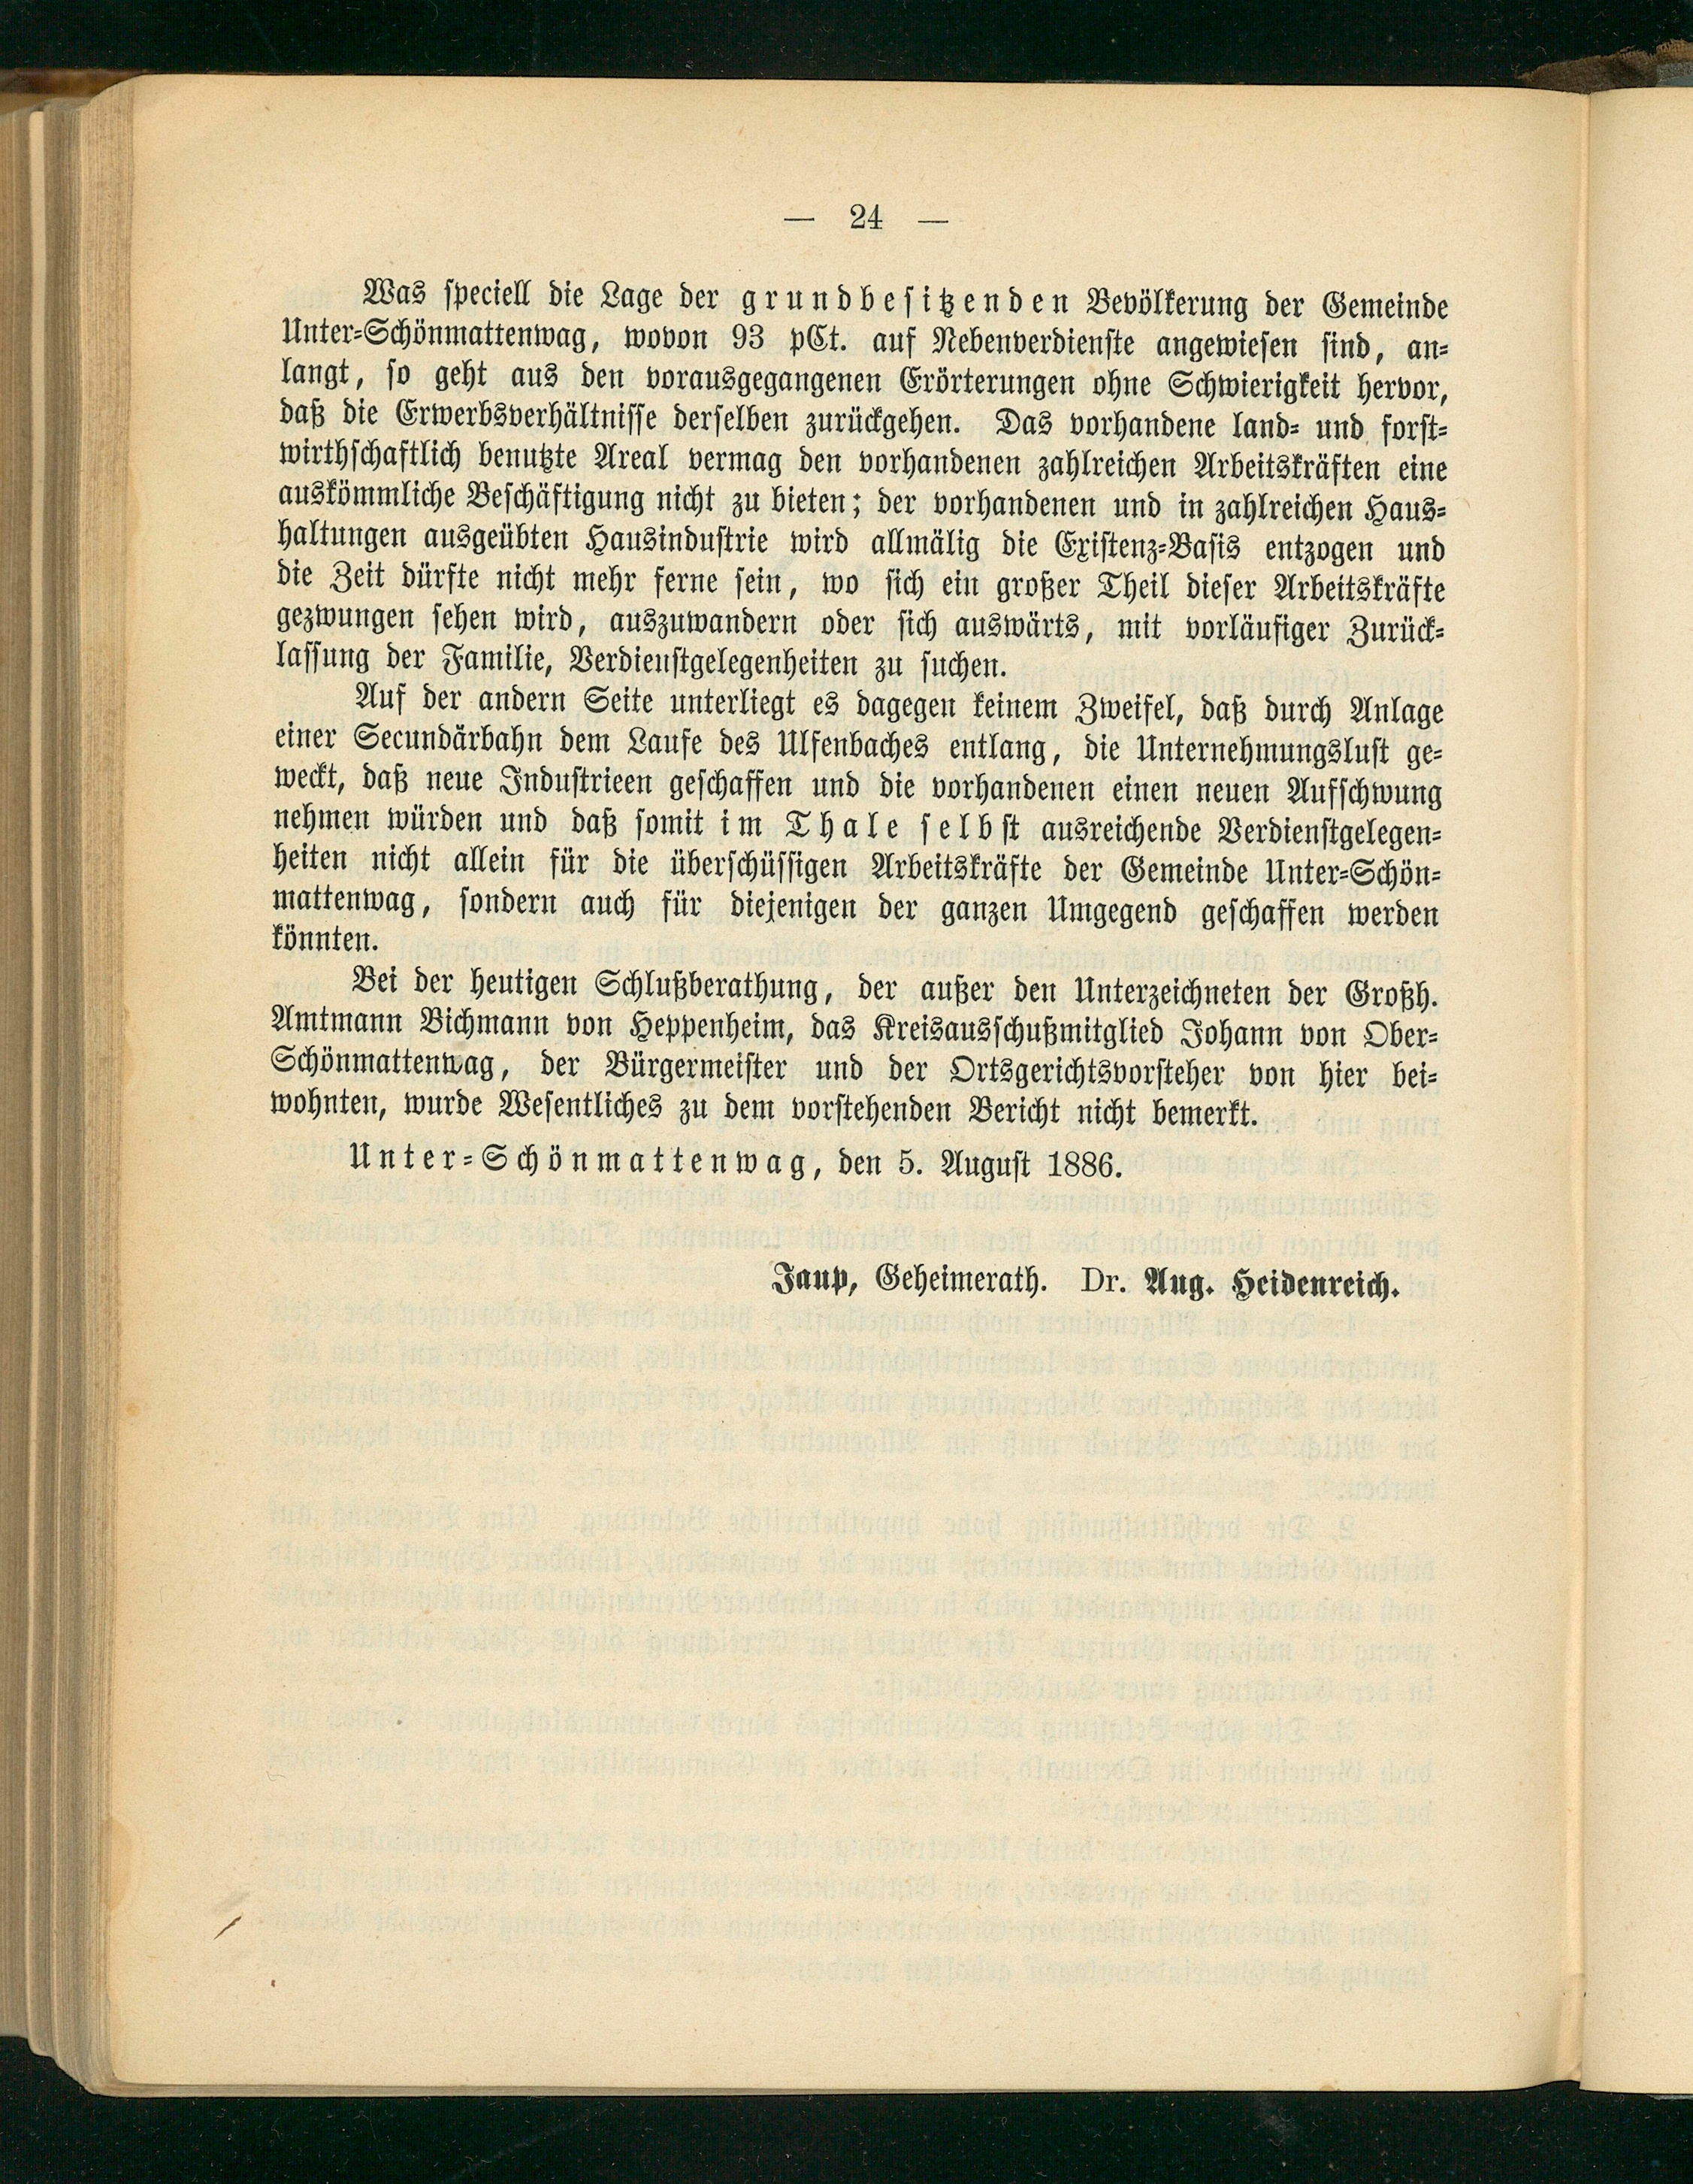 — 24 —
Was speciell die Lage der grundbesitzenden Bevölkerung der Gemeinde
Unter-Schönmattenwag, wovon 93 pCt. auf Nebenverdienste angewiesen sind, an-
langt, so geht aus den vorausgegangenen Erörterungen ohne Schwierigkeit hervor,
daß die Erwerbsverhältnisse derselben zurückgehen. Das vorhandene land- und forst-
wirthschaftlich benutzte Areal vermag den vorhandenen zahlreichen Arbeitskräften eine
auskömmliche Beschäftigung nicht zu bieten; der vorhandenen und in zahlreichen Haus-
haltungen ausgeübten Hausindustrie wird allmälig die Existenz-Basis entzogen und
die Zeit dürfte nicht mehr ferne sein, wo sich ein großer Theil dieser Arbeitskräfte
gezwungen sehen wird, auszuwandern oder sich auswärts, mit vorläufiger Zurück-
lassung der Familie, Verdienstgelegenheiten zu suchen.
Auf der andern Seite unterliegt es dagegen keinem Zweifel, daß durch Anlage
einer Secundärbahn dem Laufe des Ulfenbaches entlang, die Unternehmungslust ge-
weckt, daß neue Industrieen geschaffen und die vorhandenen einen neuen Aufschwung
nehmen würden und daß somit im Thale selbst ausreichende Verdienstgelegen-
heiten nicht allein für die überschüssigen Arbeitskräfte der Gemeinde Unter-Schön-
mattenwag, sondern auch für diejenigen der ganzen Umgegend geschaffen werden
könnten.
Bei der heutigen Schlußberathung, der außer den Unterzeichneten der Großh.
Amtmann Bichmann von Heppenheim, das Kreisausschußmitglied Johann von Ober-
Schönmattenwag, der Bürgermeister und der Ortsgerichtsvorsteher von hier bei-
wohnten, wurde Wesentliches zu dem vorstehenden Bericht nicht bemerkt.
Unter-Schönmattenwag, den 5. August 1886.
Jaup, Geheimerath. Dr. Aug. Heidenreich.